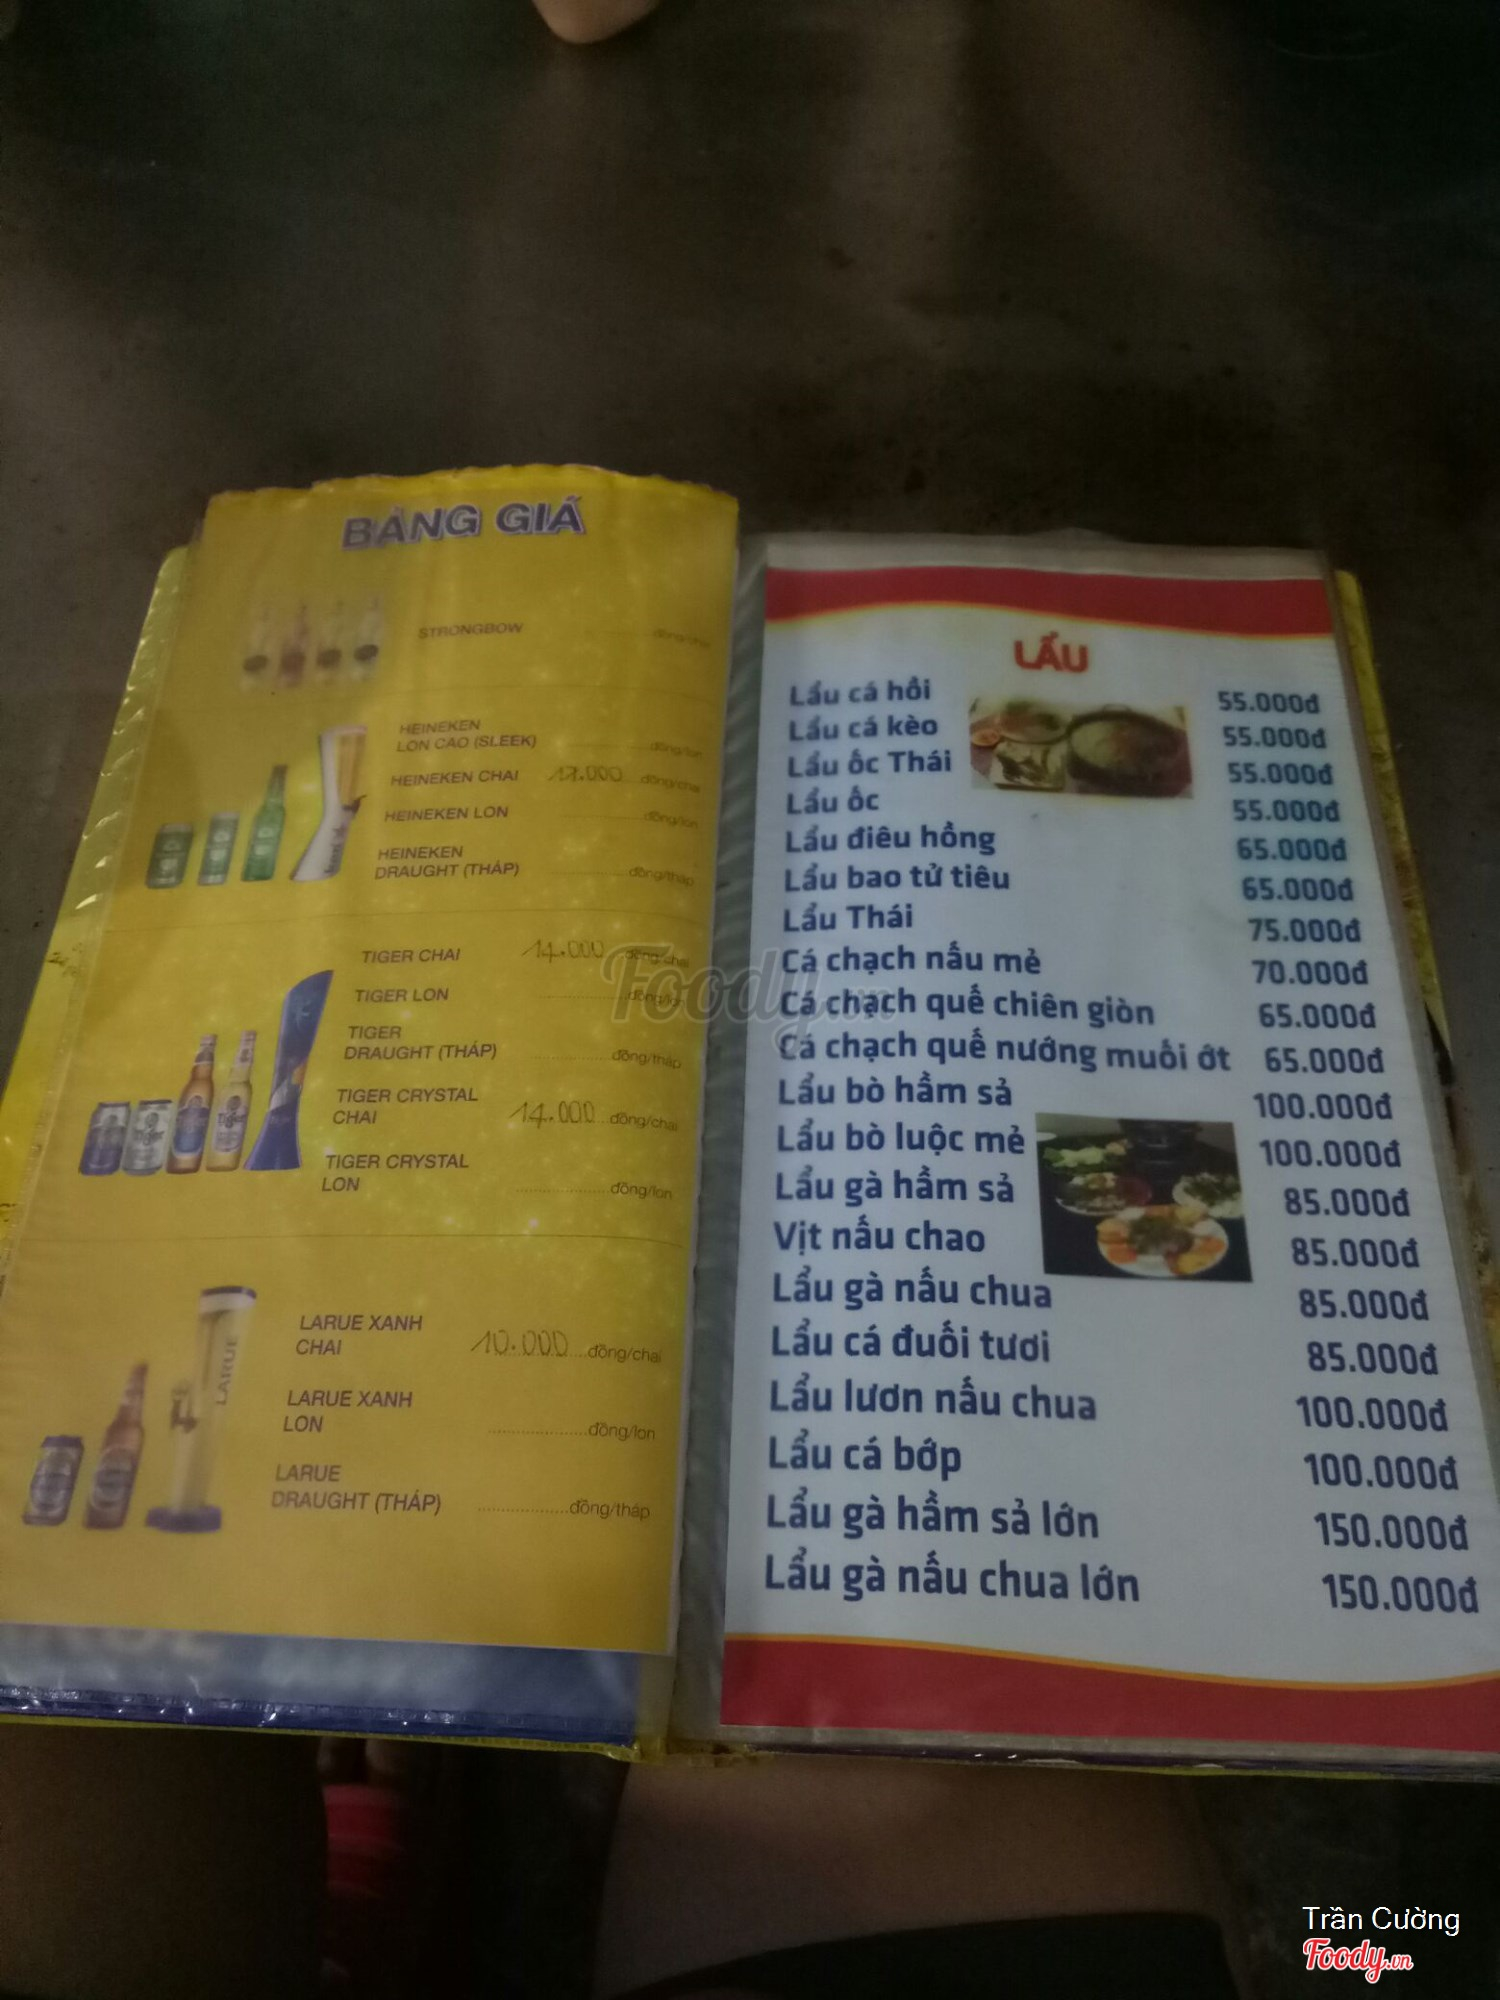 BẢNG GIÁ
STRONGBOW ............đồng/chai
HEINEKEN
LON CAO (SLEEK) ............đồng/lon
HEINEKEN CHAI 17.000 đồng/chai
HEINEKEN LON ............đồng/lon
HEINEKEN
DRAUGHT (THÁP) ............đồng/tháp
TIGER CHAI 14.000 đồng/chai
TIGER LON ............đồng/lon
TIGER
DRAUGHT (THÁP) ............đồng/tháp
TIGER CRYSTAL
CHAI 14.000 đồng/chai
TIGER CRYSTAL
LON ............đồng/lon
LARUE XANH
CHAI 10.000 đồng/chai
LARUE XANH
LON ............đồng/lon
LARUE
DRAUGHT (THÁP) ............đồng/tháp
LARUE
LẨU
Lẩu cá hồi 55.000đ
Lẩu cá kèo 55.000đ
Lẩu ốc Thái 55.000đ
Lẩu ốc 55.000đ
Lẩu điêu hồng 65.000đ
Lẩu bao tử tiêu 65.000đ
Lẩu Thái 75.000đ
Cá chạch nấu mẻ 70.000đ
Cá chạch quế chiên giòn 65.000đ
Cá chạch quế nướng muối ớt 65.000đ
Lẩu bò hầm sả 100.000đ
Lẩu bò luộc mẻ 100.000đ
Lẩu gà hầm sả 85.000đ
Vịt nấu chao 85.000đ
Lẩu gà nấu chua 85.000đ
Lẩu cá đuối tươi 85.000đ
Lẩu lươn nấu chua 100.000đ
Lẩu cá bớp 100.000đ
Lẩu gà hầm sả lớn 150.000đ
Lẩu gà nấu chua lớn 150.000đ
Foody.vn
Trần Cường
Foody.vn